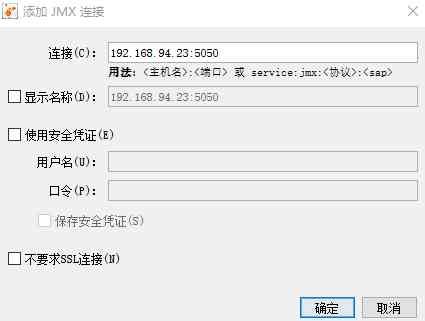 添加 JMX 连接
连接(C): 192.168.94.23:5050
用法: <主机名>:<端口> 或 service:jmx:<协议>:<sap>
显示名称(D): 192.168.94.23:5050
使用安全凭证(E)
用户名(U):
口令(P):
保存安全凭证(S)
不要求SSL连接(N)
确定 取消